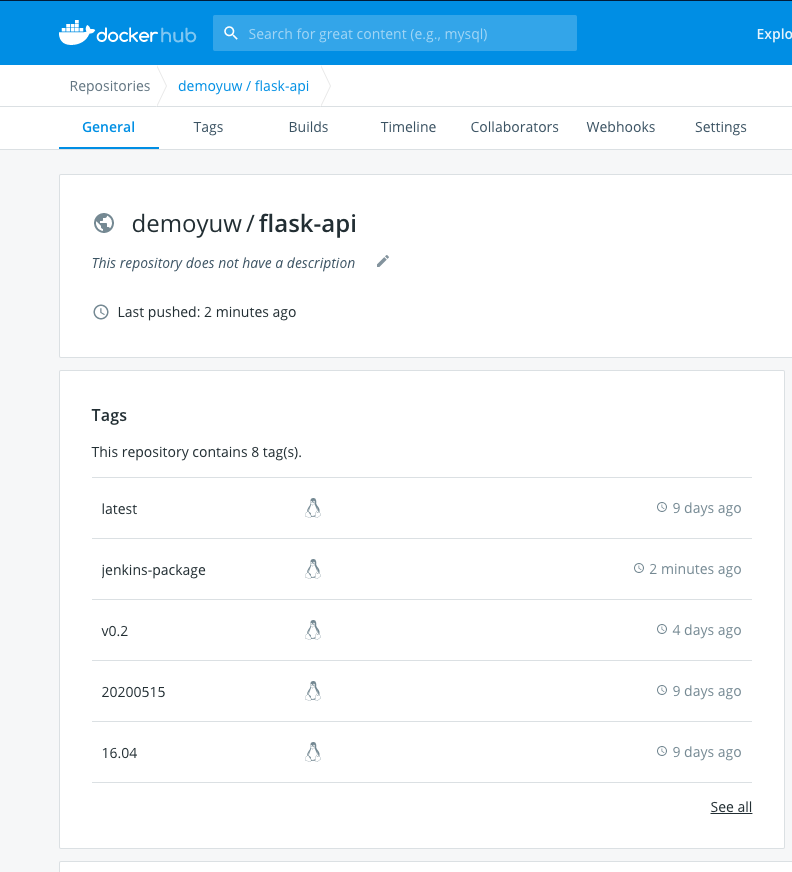 docker hub
Search for great content (e.g., mysql)
Explo
Repositories
demoyuw / flask-api
General Tags Builds Timeline Collaborators Webhooks Settings
demoyuw / flask-api
This repository does not have a description
Last pushed: 2 minutes ago
Tags
This repository contains 8 tag(s).
latest 9 days ago
jenkins-package 2 minutes ago
v0.2 4 days ago
20200515 9 days ago
16.04 9 days ago
See all